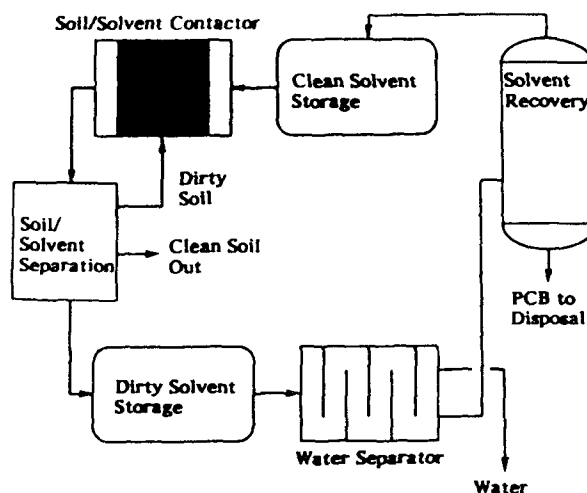 Soil/Solvent Contactor
Clean Solvent
Storage
Solvent
Recovery
Dirty
Soil
Soil/
Solvent
Separation
Clean Soil
Out
PCB to
Disposal
Dirty Solvent
Storage
Water Separator
Water